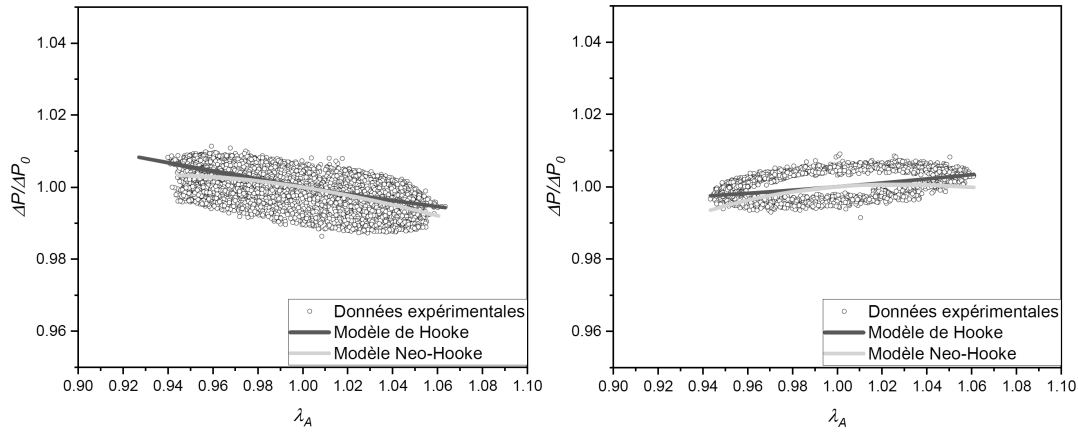 1.04
1.02
1.00
0.98
0.96
ΔP/ΔP₀
Données expérimentales
Modèle de Hooke
Modèle Neo-Hooke
0.90 0.92 0.94 0.96 0.98 1.00 1.02 1.04 1.06 1.08 1.10
λ_A
1.04
1.02
1.00
0.98
0.96
ΔP/ΔP₀
Données expérimentales
Modèle de Hooke
Modèle Neo-Hooke
0.90 0.92 0.94 0.96 0.98 1.00 1.02 1.04 1.06 1.08 1.10
λ_A